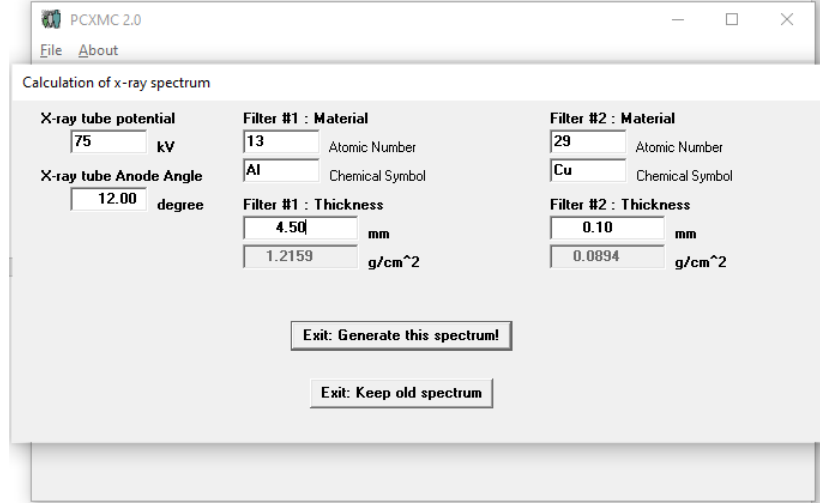 PCXMC 2.0
File About
Calculation of x-ray spectrum
X-ray tube potential
75 kV
X-ray tube Anode Angle
12.00 degree
Filter #1 : Material
13 Atomic Number
Al Chemical Symbol
Filter #1 : Thickness
4.50 mm
1.2159 g/cm^2
Filter #2 : Material
29 Atomic Number
Cu Chemical Symbol
Filter #2 : Thickness
0.10 mm
0.0894 g/cm^2
Exit: Generate this spectrum!
Exit: Keep old spectrum